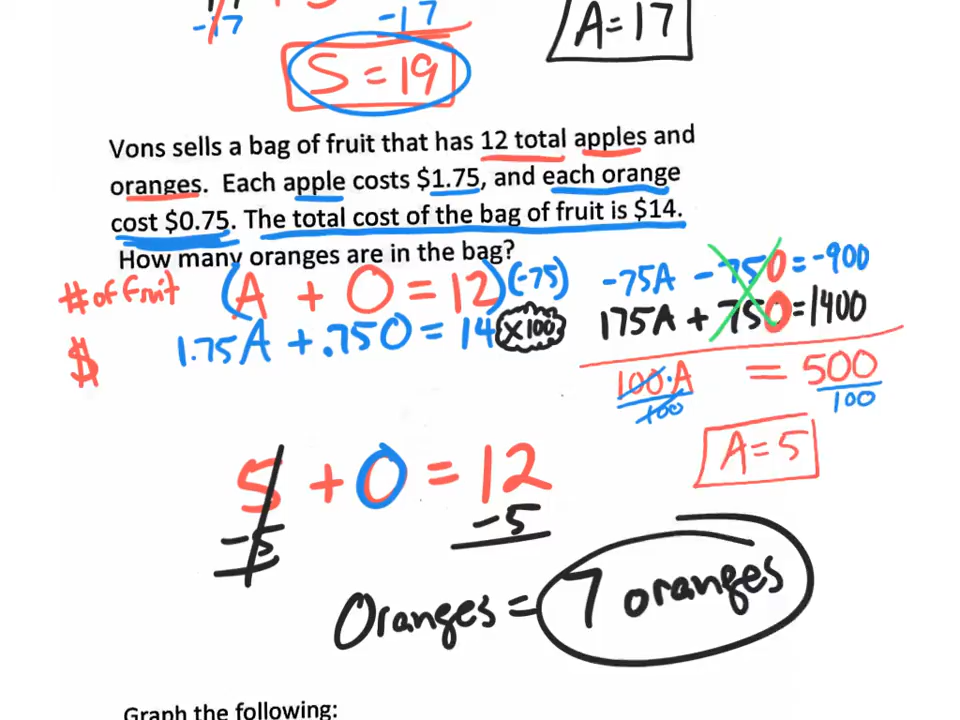 -17
-17
A=17
S=19
Vons sells a bag of fruit that has 12 total apples and
oranges. Each apple costs $1.75, and each orange
cost $0.75. The total cost of the bag of fruit is $14.
How many oranges are in the bag?
# of fruit (A + O = 12)(-75)
$ 1.75A + .75O = 14 ×100
-75A - 75O = -900
175A + 75O = 1400
100·A = 500
100 100
A = 5
5 + O = 12
-5 -5
Oranges = 7 oranges
Graph the following: